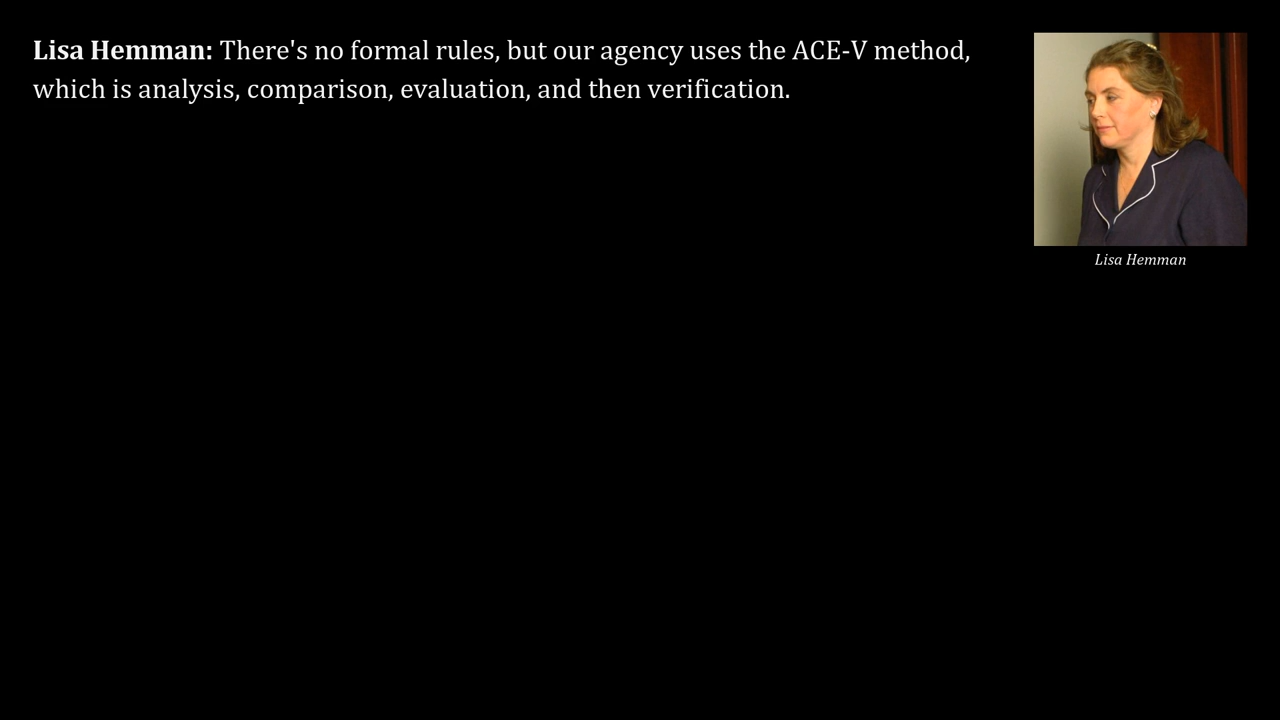 Lisa Hemman: There's no formal rules, but our agency uses the ACE-V method,
which is analysis, comparison, evaluation, and then verification.
Lisa Hemman